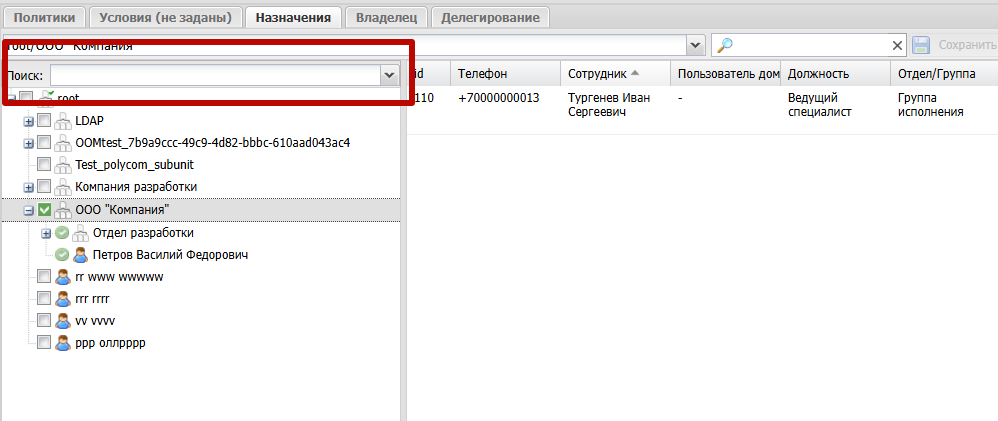 Политики
Условия (не заданы)
Назначения
Владелец
Делегирование
root/ООО "Компания"
Сохранить
Поиск:
id
Телефон
Сотрудник
Пользователь дом
Должность
Отдел/Группа
110
+70000000013
Тургенев Иван
Сергеевич
-
Ведущий
специалист
Группа
исполнения
root
LDAP
OOMtest_7b9a9ccc-49c9-4d82-bbbc-610aad043ac4
Test_polycom_subunit
Компания разработки
ООО "Компания"
Отдел разработки
Петров Василий Федорович
rr www wwwww
rrr rrrr
vv vvvv
ррр оллрррр